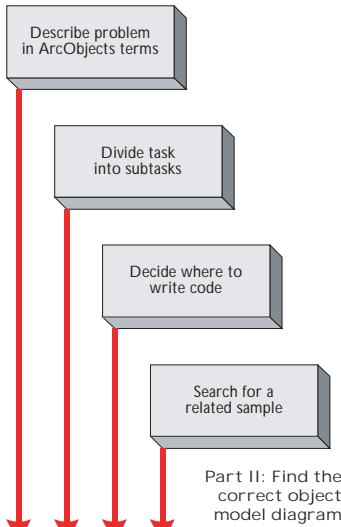 Describe problem
in ArcObjects terms
Divide task
into subtasks
Decide where to
write code
Search for a
related sample
Part II: Find the
correct object
model diagram